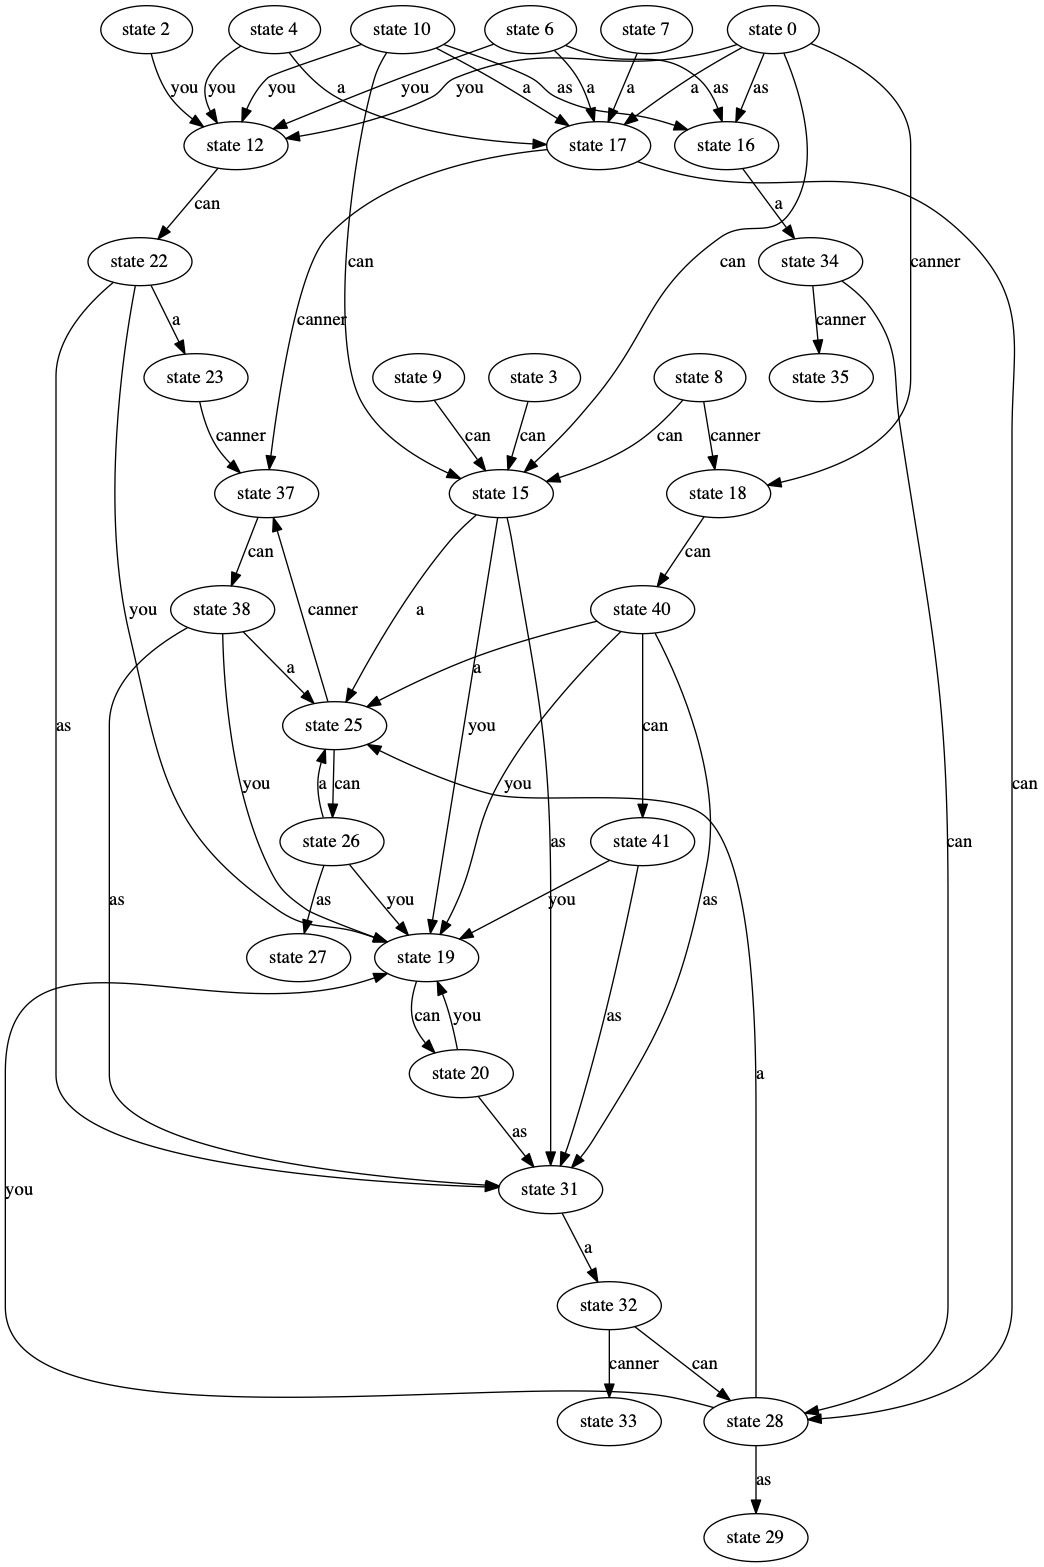 state 2
state 4
state 10
state 6
state 7
state 0
you
you
you
a
you
you
a
as
a
a
a
as
as
state 12
state 17
state 16
can
a
state 22
can
can
state 34
canner
a
canner
canner
state 23
state 9
state 3
state 8
state 35
canner
can
can
can
canner
state 37
state 15
state 18
can
can
state 38
you
canner
a
state 40
a
a
as
state 25
you
can
can
you
a
can
you
as
can
state 26
state 41
as
as
you
you
as
state 27
state 19
can
you
as
state 20
a
as
you
state 31
a
state 32
canner
can
state 33
state 28
as
state 29